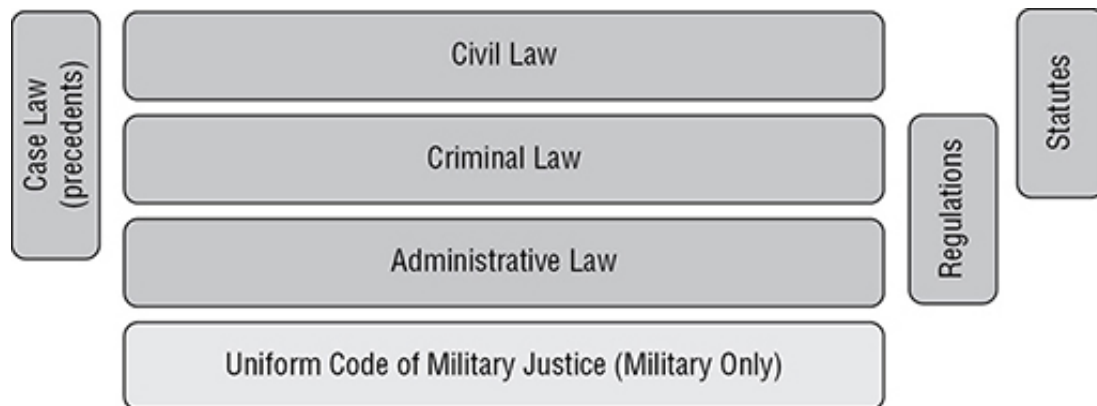 Case Law
(precedents)
Civil Law
Criminal Law
Administrative Law
Uniform Code of Military Justice (Military Only)
Regulations
Statutes